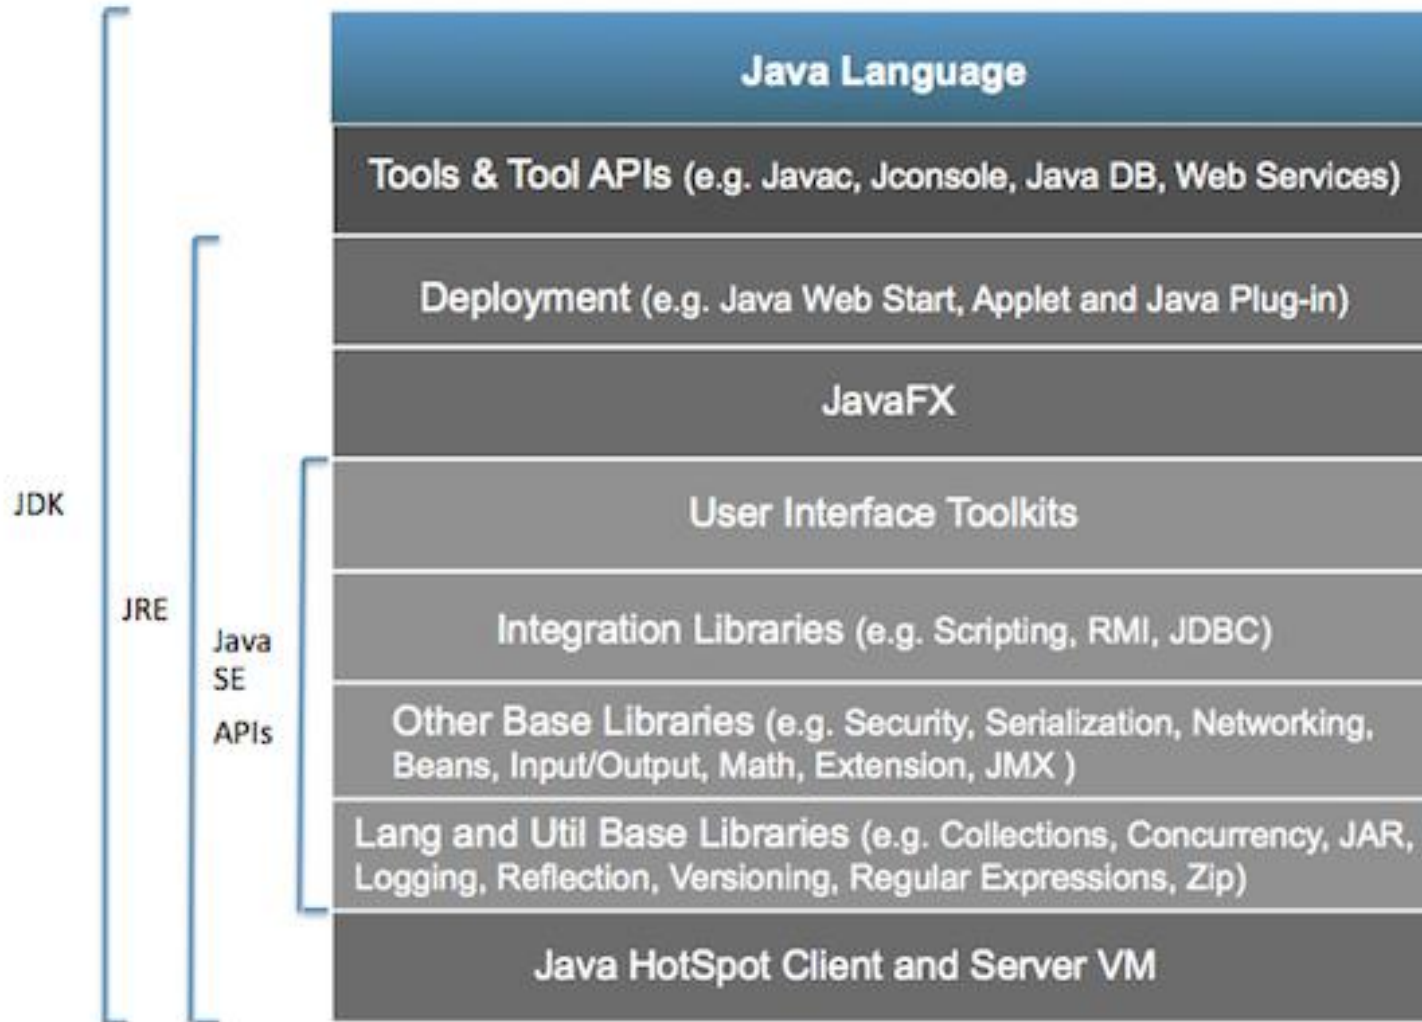 Java Language
Tools & Tool APIs (e.g. Javac, Jconsole, Java DB, Web Services)
Deployment (e.g. Java Web Start, Applet and Java Plug-in)
JavaFX
JDK
User Interface Toolkits
JRE
Java
SE
APIs
Integration Libraries (e.g. Scripting, RMI, JDBC)
Other Base Libraries (e.g. Security, Serialization, Networking,
Beans, Input/Output, Math, Extension, JMX )
Lang and Util Base Libraries (e.g. Collections, Concurrency, JAR,
Logging, Reflection, Versioning, Regular Expressions, Zip)
Java HotSpot Client and Server VM